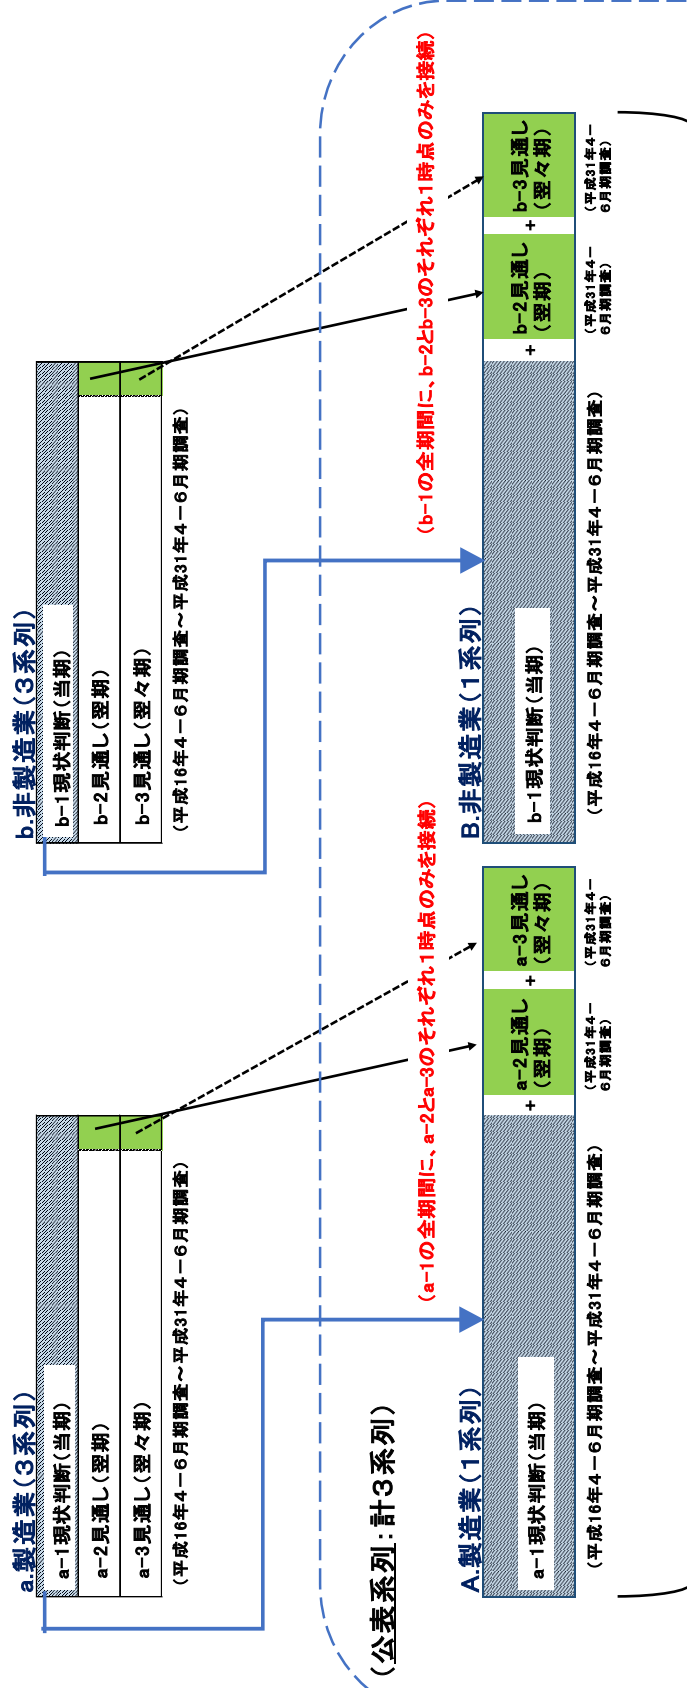 a.製造業(3系列)
a-1現状判断(当期)
a-2見通し(翌期)
a-3見通し(翌々期)
(平成16年4-6月期調査~平成31年4-6月期調査)
b.非製造業(3系列)
b-1現状判断(当期)
b-2見通し(翌期)
b-3見通し(翌々期)
(平成16年4-6月期調査~平成31年4-6月期調査)
(公表系列:計3系列)
(a-1の全期間に、a-2とa-3のそれぞれ1時点のみを接続)
(b-1の全期間に、b-2とb-3のそれぞれ1時点のみを接続)
A.製造業(1系列)
a-1現状判断(当期)
+
a-2見通し
(翌期)
+
a-3見通し
(翌々期)
(平成16年4-6月期調査~平成31年4-6月期調査)
(平成31年4-
6月期調査)
(平成31年4-
6月期調査)
B.非製造業(1系列)
b-1現状判断(当期)
+
b-2見通し
(翌期)
+
b-3見通し
(翌々期)
(平成16年4-6月期調査~平成31年4-6月期調査)
(平成31年4-
6月期調査)
(平成31年4-
6月期調査)